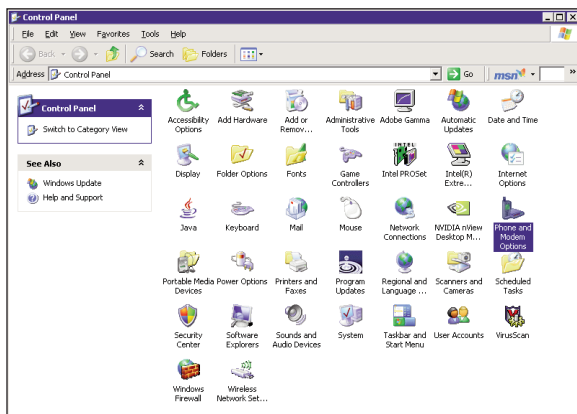 Control Panel
File Edit View Favorites Tools Help
Back Search Folders
Address Control Panel Go msn
Control Panel
Switch to Category View
See Also
Windows Update
Help and Support
Accessibility Options
Add Hardware
Add or Remov...
Administrative Tools
Adobe Gamma
Automatic Updates
Date and Time
Display
Folder Options
Fonts
Game Controllers
Intel PROSet
Intel(R) Extre...
Internet Options
Java
Keyboard
Mail
Mouse
Network Connections
NVIDIA nView Desktop M...
Phone and Modem Options
Portable Media Devices
Power Options
Printers and Faxes
Program Updates
Regional and Language ...
Scanners and Cameras
Scheduled Tasks
Security Center
Software Explorers
Sounds and Audio Devices
System
Taskbar and Start Menu
User Accounts
VirusScan
Windows Firewall
Wireless Network Set...